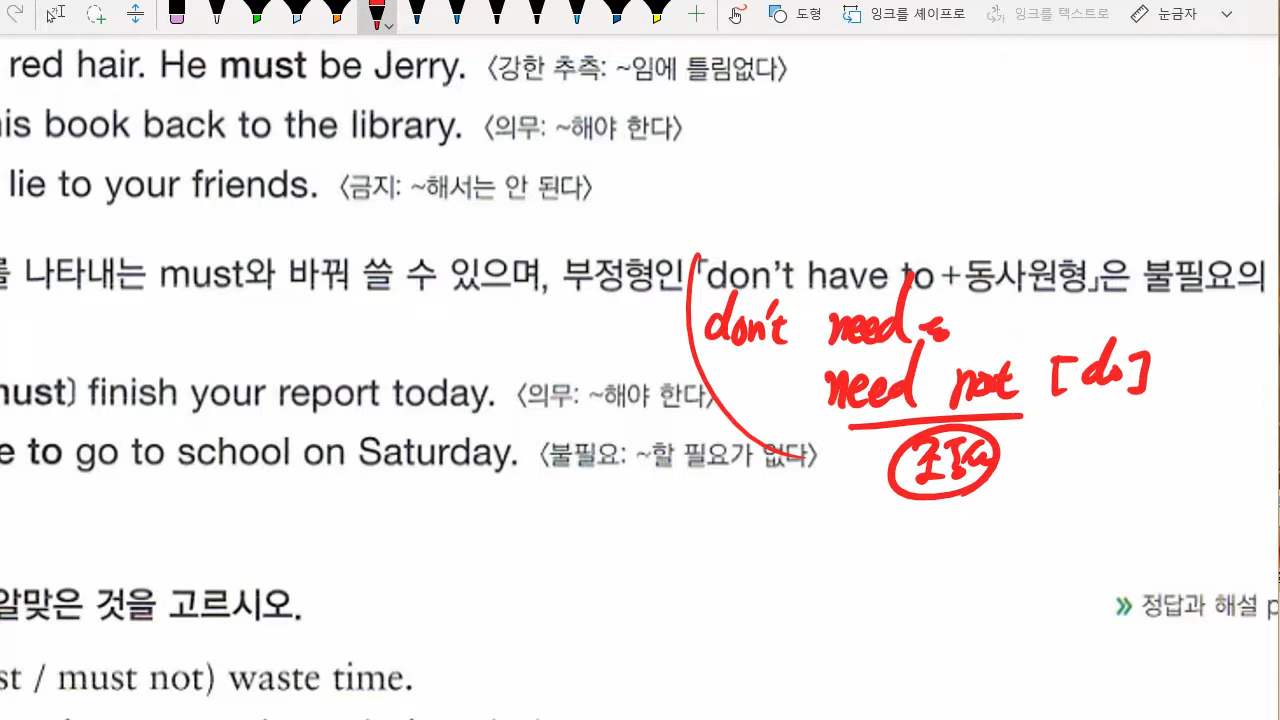 도형
잉크를 셰이프로
잉크를 텍스트로
눈금자
red hair. He must be Jerry. 〈강한 추측: ~임에 틀림없다〉
his book back to the library. 〈의무: ~해야 한다〉
lie to your friends. 〈금지: ~해서는 안 된다〉
를 나타내는 must와 바꿔 쓸 수 있으며, 부정형인 「don't have to+동사원형」은 불필요의
don't need to
need not [do]
must) finish your report today. 〈의무: ~해야 한다〉
e to go to school on Saturday. 〈불필요: ~할 필요가 없다〉
조동사
알맞은 것을 고르시오.
» 정답과 해설 p
st / must not) waste time.